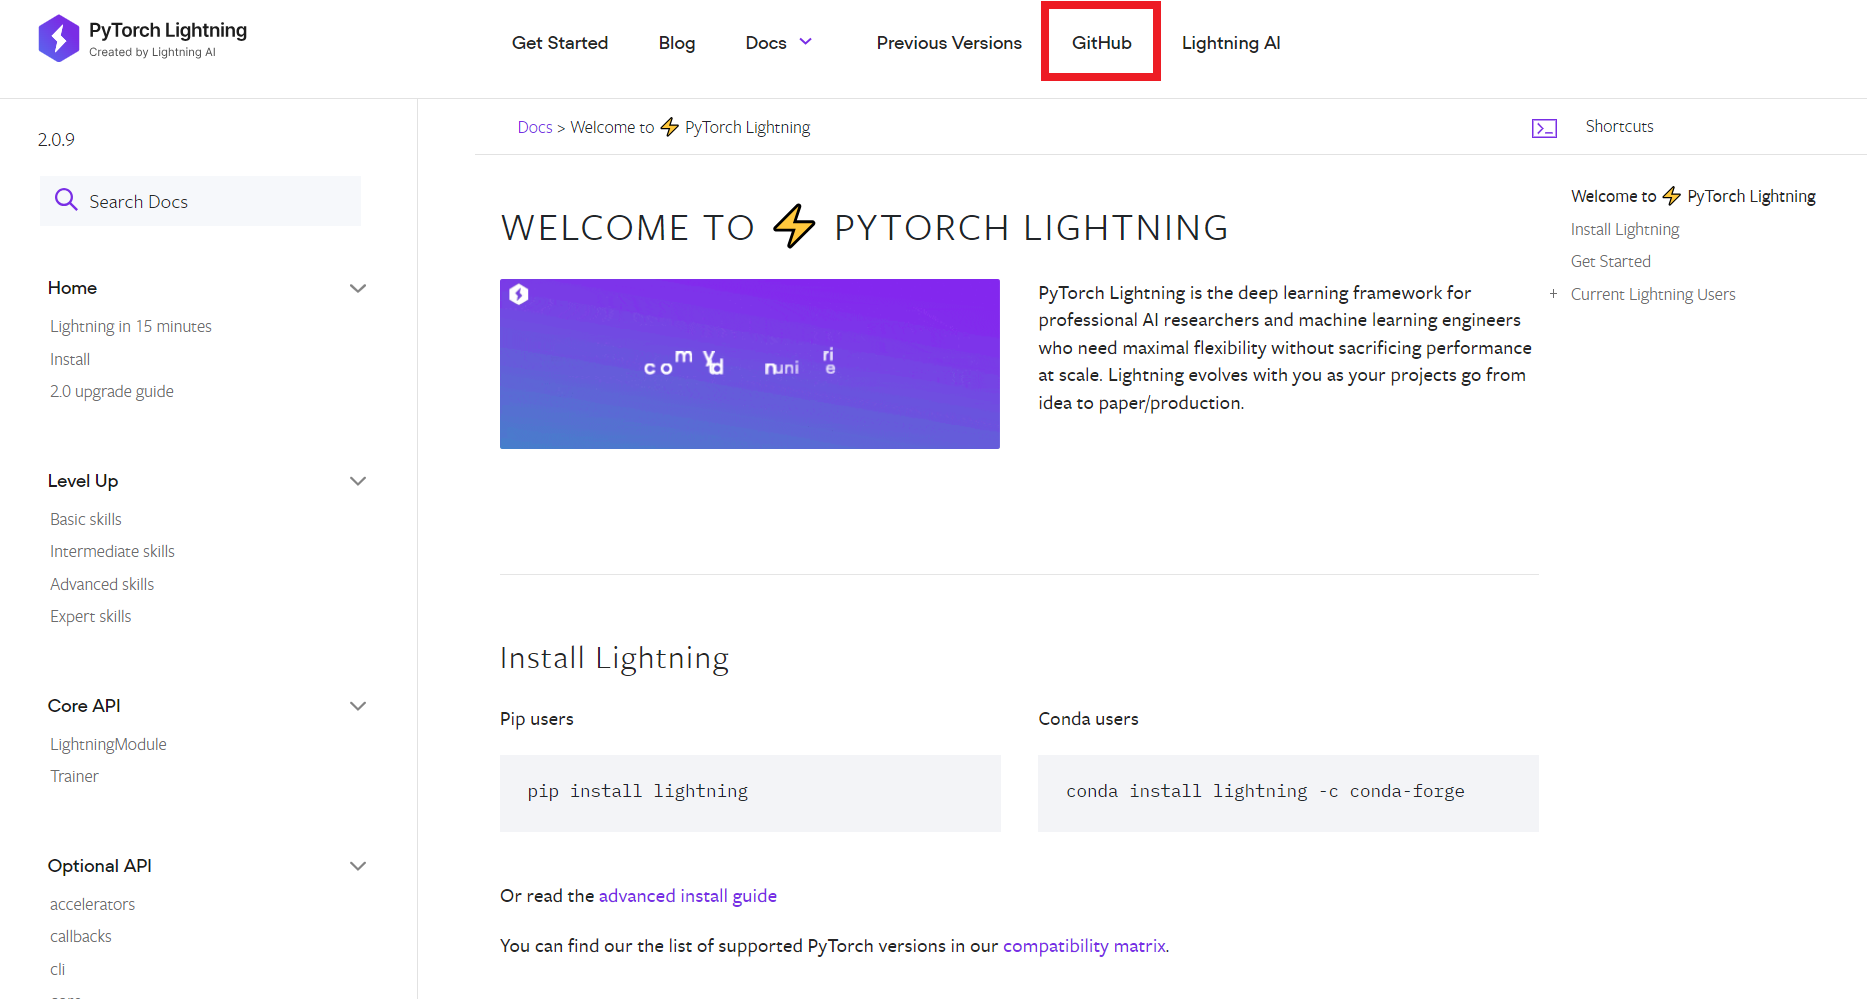 PyTorch Lightning
Created by Lightning AI
Get Started
Blog
Docs
Previous Versions
GitHub
Lightning AI
2.0.9
Search Docs
Home
Lightning in 15 minutes
Install
2.0 upgrade guide
Level Up
Basic skills
Intermediate skills
Advanced skills
Expert skills
Core API
LightningModule
Trainer
Optional API
accelerators
callbacks
cli
Docs > Welcome to ⚡ PyTorch Lightning
Shortcuts
WELCOME TO ⚡ PYTORCH LIGHTNING
PyTorch Lightning is the deep learning framework for
professional AI researchers and machine learning engineers
who need maximal flexibility without sacrificing performance
at scale. Lightning evolves with you as your projects go from
idea to paper/production.
Install Lightning
Pip users
pip install lightning
Conda users
conda install lightning -c conda-forge
Or read the advanced install guide
You can find our the list of supported PyTorch versions in our compatibility matrix.
Welcome to ⚡ PyTorch Lightning
Install Lightning
Get Started
+ Current Lightning Users